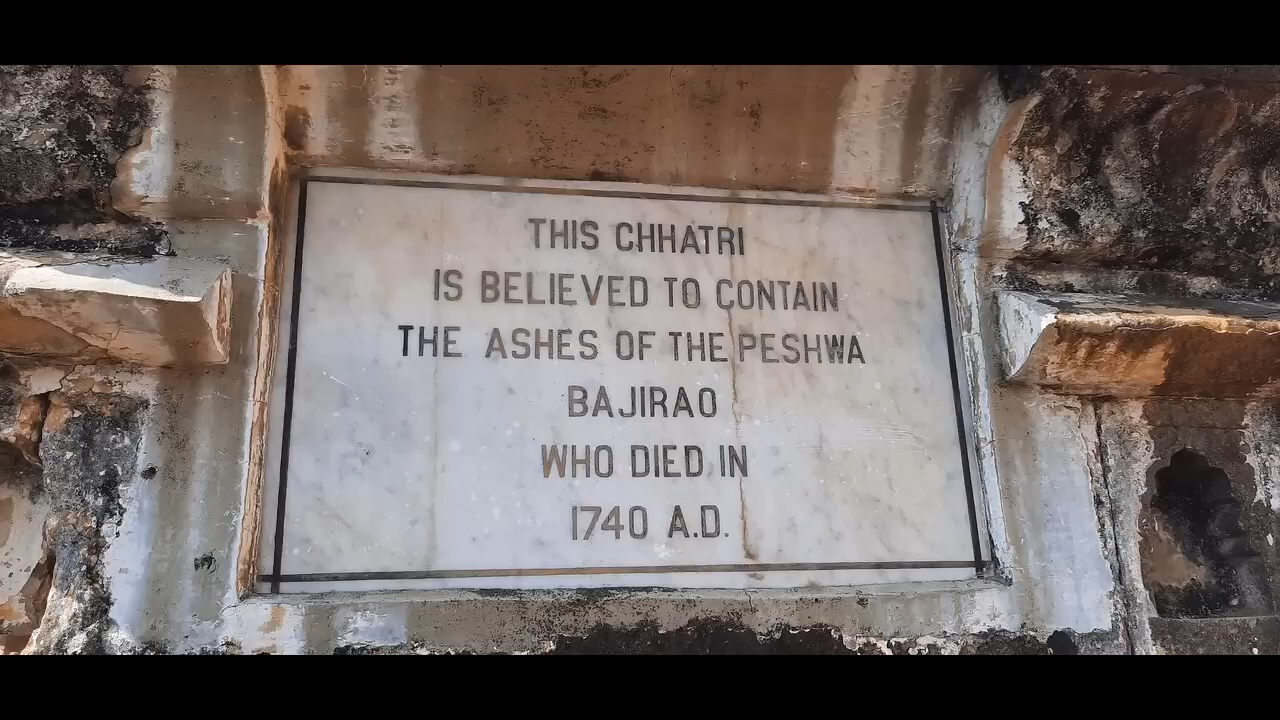 THIS CHHATRI
IS BELIEVED TO CONTAIN
THE ASHES OF THE PESHWA
BAJIRAO
WHO DIED IN
1740 A.D.